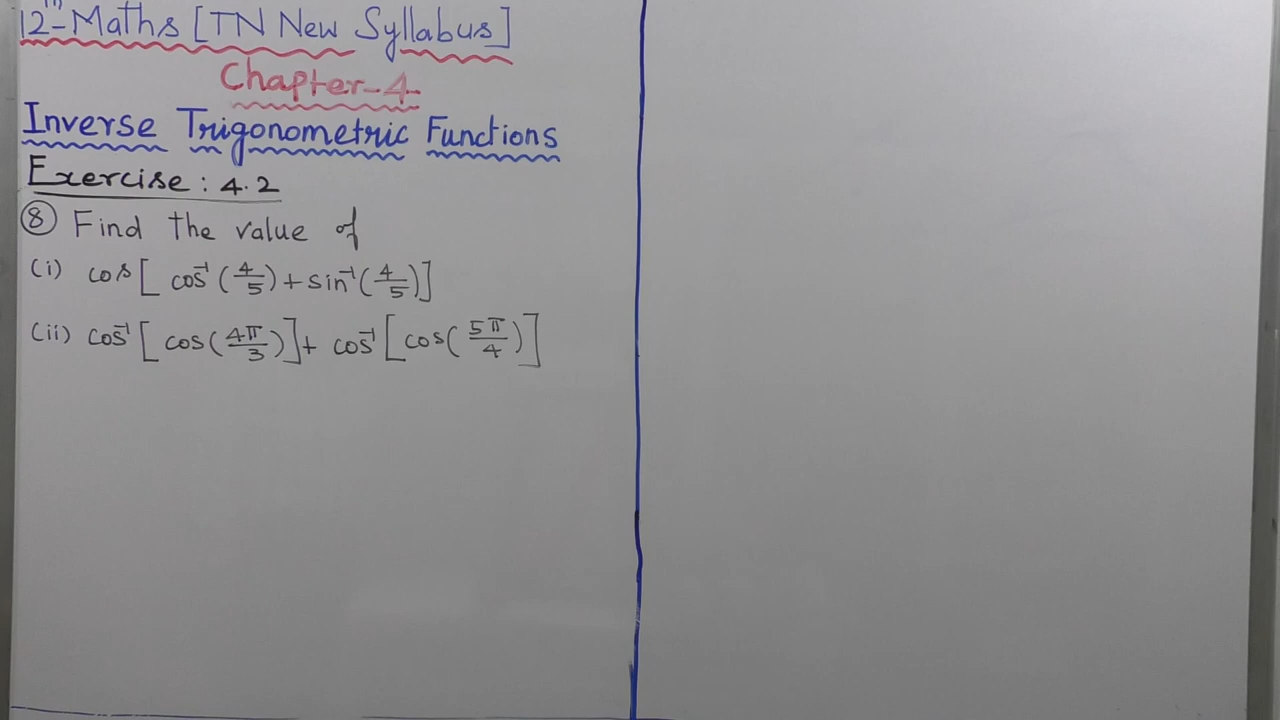 12th-Maths [TN New Syllabus]
Chapter-4
Inverse Trigonometric Functions
Exercise: 4.2
⑧ Find the value of
(i) cos[cos⁻¹(4/5)+sin⁻¹(4/5)]
(ii) cos⁻¹[cos(4π/3)]+ cos⁻¹[cos(5π/4)]